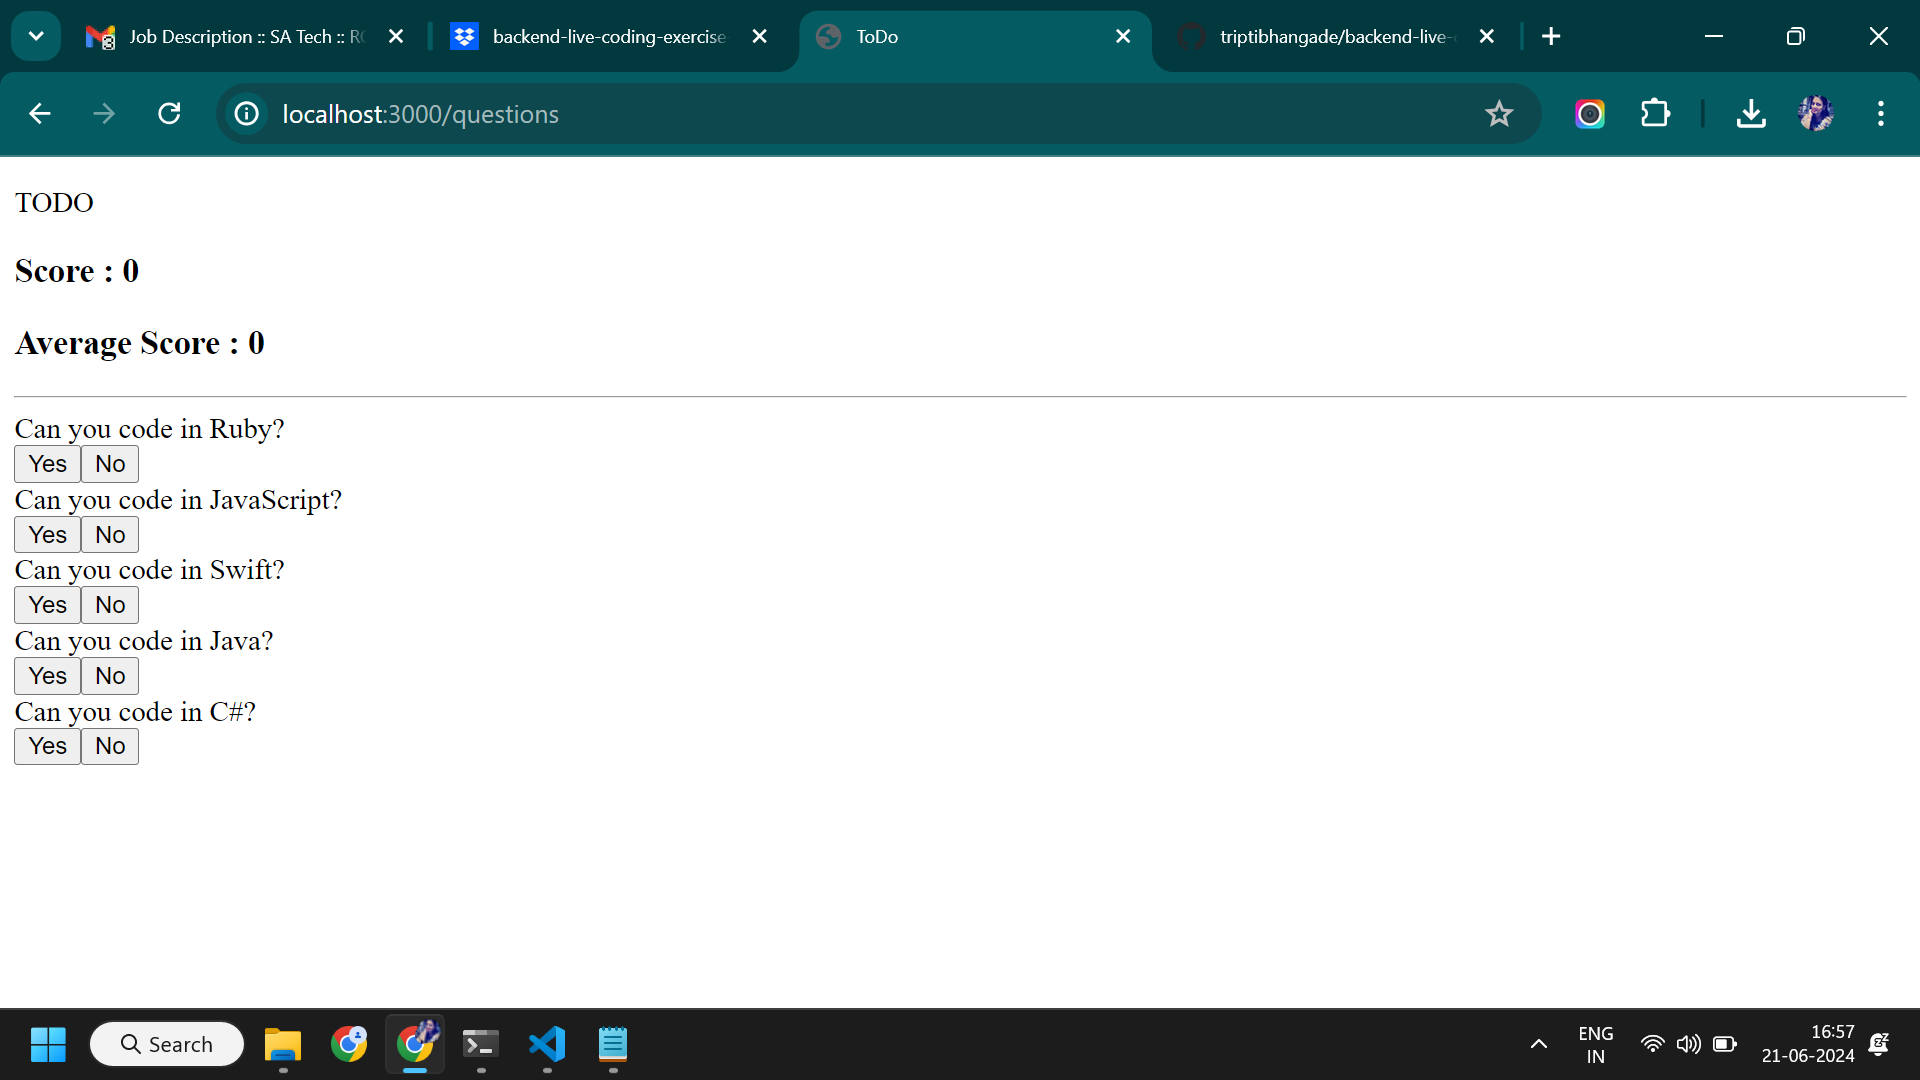 Job Description :: SA Tech :: RO
backend-live-coding-exercise
ToDo
triptibhangade/backend-live-
localhost:3000/questions
TODO
Score : 0
Average Score : 0
Can you code in Ruby?
Yes No
Can you code in JavaScript?
Yes No
Can you code in Swift?
Yes No
Can you code in Java?
Yes No
Can you code in C#?
Yes No
Search
ENG
IN
16:57
21-06-2024